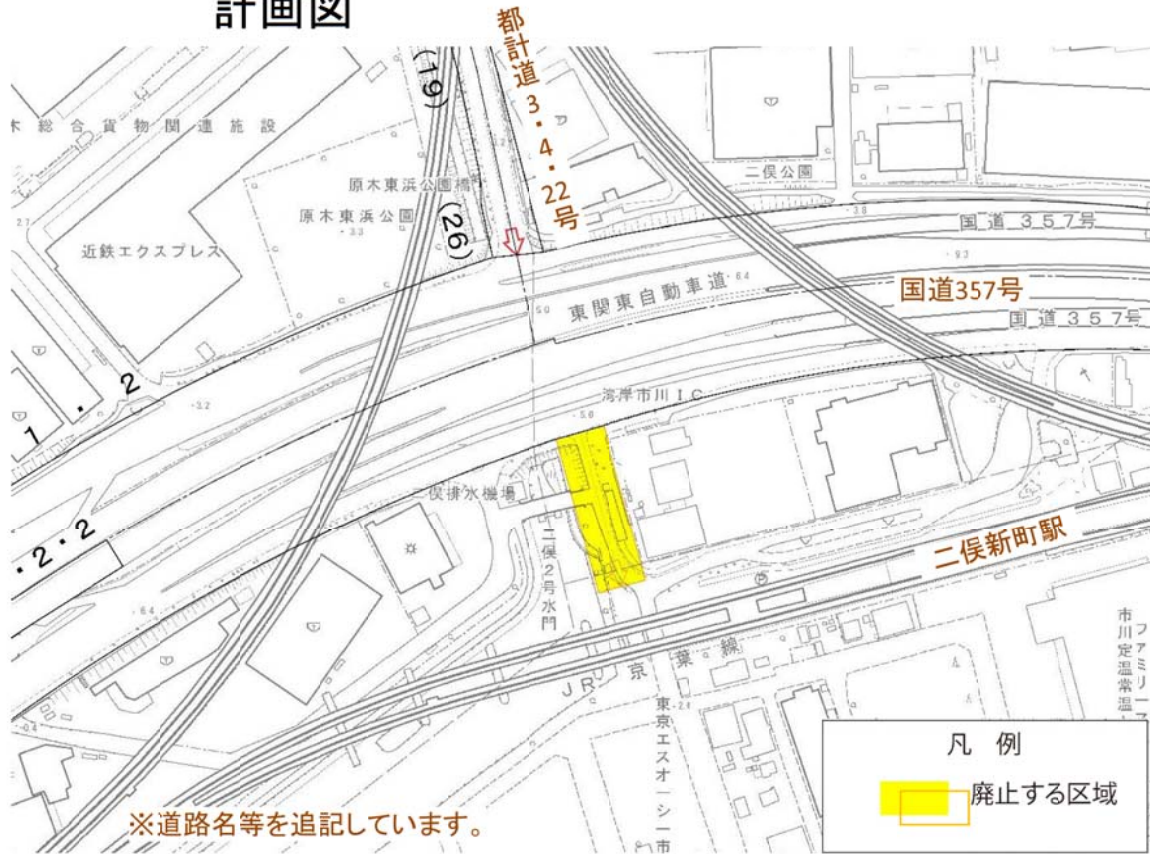 計画図
都計道3・4・22号
(19)
木総合貨物関連施設
二俣公園
原木東浜公園橋
原木東浜公園
(26)
国道357号
近鉄エクスプレス
東関東自動車道
国道357号
国道357号
湾岸市川IC
1・2
二俣排水機場
・2・2
二俣2号水門
二俣新町駅
JR京葉線
東京エスオーシー市
ファミリーマ
市川定温常温
凡 例
廃止する区域
※道路名等を追記しています。